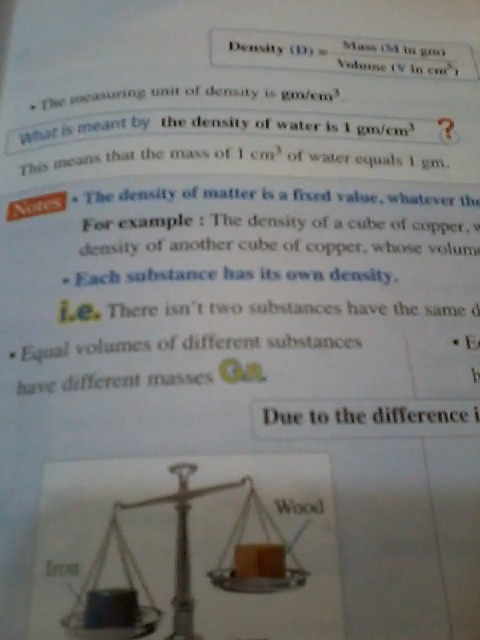 Density (D) = Mass (M in gm)
Volume (V in cm³)
• The measuring unit of density is gm/cm³
What is meant by the density of water is 1 gm/cm³ ?
This means that the mass of 1 cm³ of water equals 1 gm.
Notes • The density of matter is a fixed value, whatever the
For example : The density of a cube of copper,
density of another cube of copper, whose volum
• Each substance has its own density.
i.e. There isn't two substances have the same d
• Equal volumes of different substances
have different masses G.r.
Due to the difference i
Wood
Iron